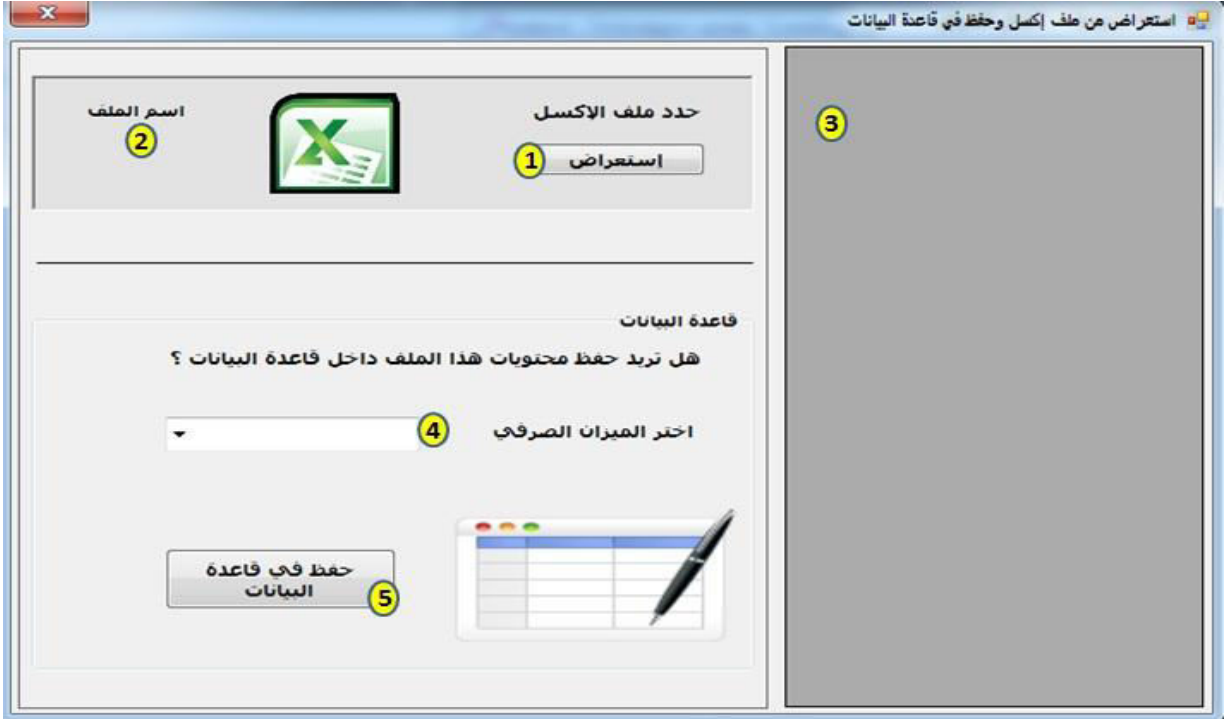 استعراض من ملف إكسل وحفظ في قاعدة البيانات
3
حدد ملف الاكسل
اسم الملف
2
إستعراض
1
قاعدة البيانات
هل تريد حفظ محتويات هذا الملف داخل قاعدة البيانات ؟
اختر الميزان الصرفي
4
حفظ في قاعدة
البيانات
5